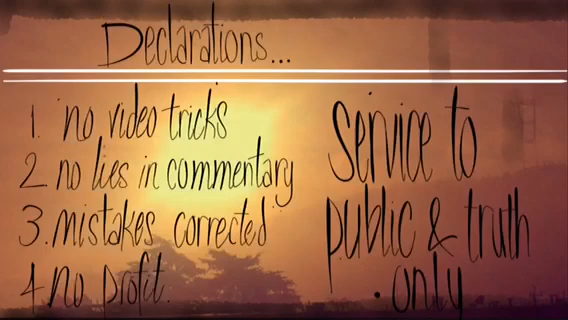 Declarations...
1. no video tricks
2 no lies in commentary
3. mistakes corrected
4. no profit.
Service to
public & truth
only